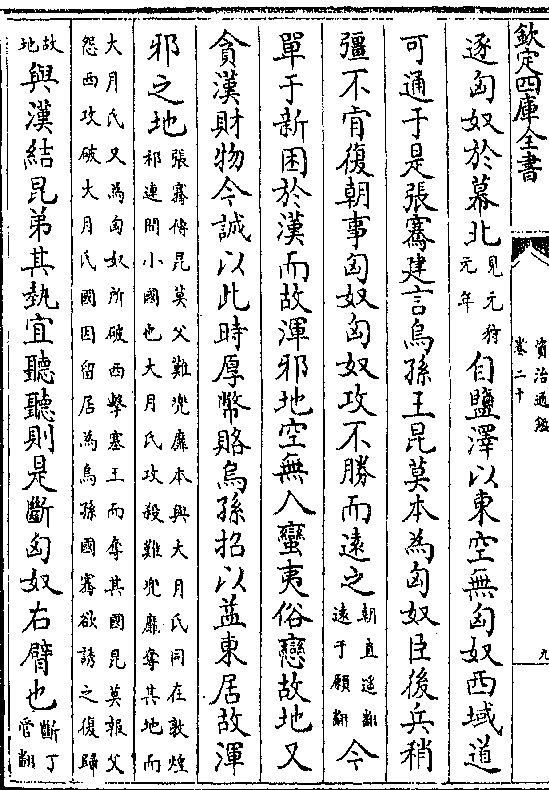 欽定四庫全書
資治通鑑
卷二十
九
逐匈奴於幕北見元狩元年自鹽澤以東空無匈奴西域道
可通于是張騫建言烏孫王昆莫本為匈奴臣後兵稍
彊不肎復朝事匈奴匈奴攻不勝而遠之朝直遥翻遠于願翻今
單于新困於漢而故渾邪地空無人蠻夷俗戀故地又
貪漢財物今誠以此時厚幣賂烏孫招以益東居故渾
邪之地張騫傳昆莫父難兜靡本與大月氏同在敦煌祁連間小國也大月氏攻殺難兜靡奪其地而
大月氏又為匈奴所破西擊塞王而奪其國昆莫報父怨西攻破大月氏國因留居為烏孫國騫欲誘之復歸
故地與漢結昆弟其埶宜聽聽則是斷匈奴右臂也斷丁管翻